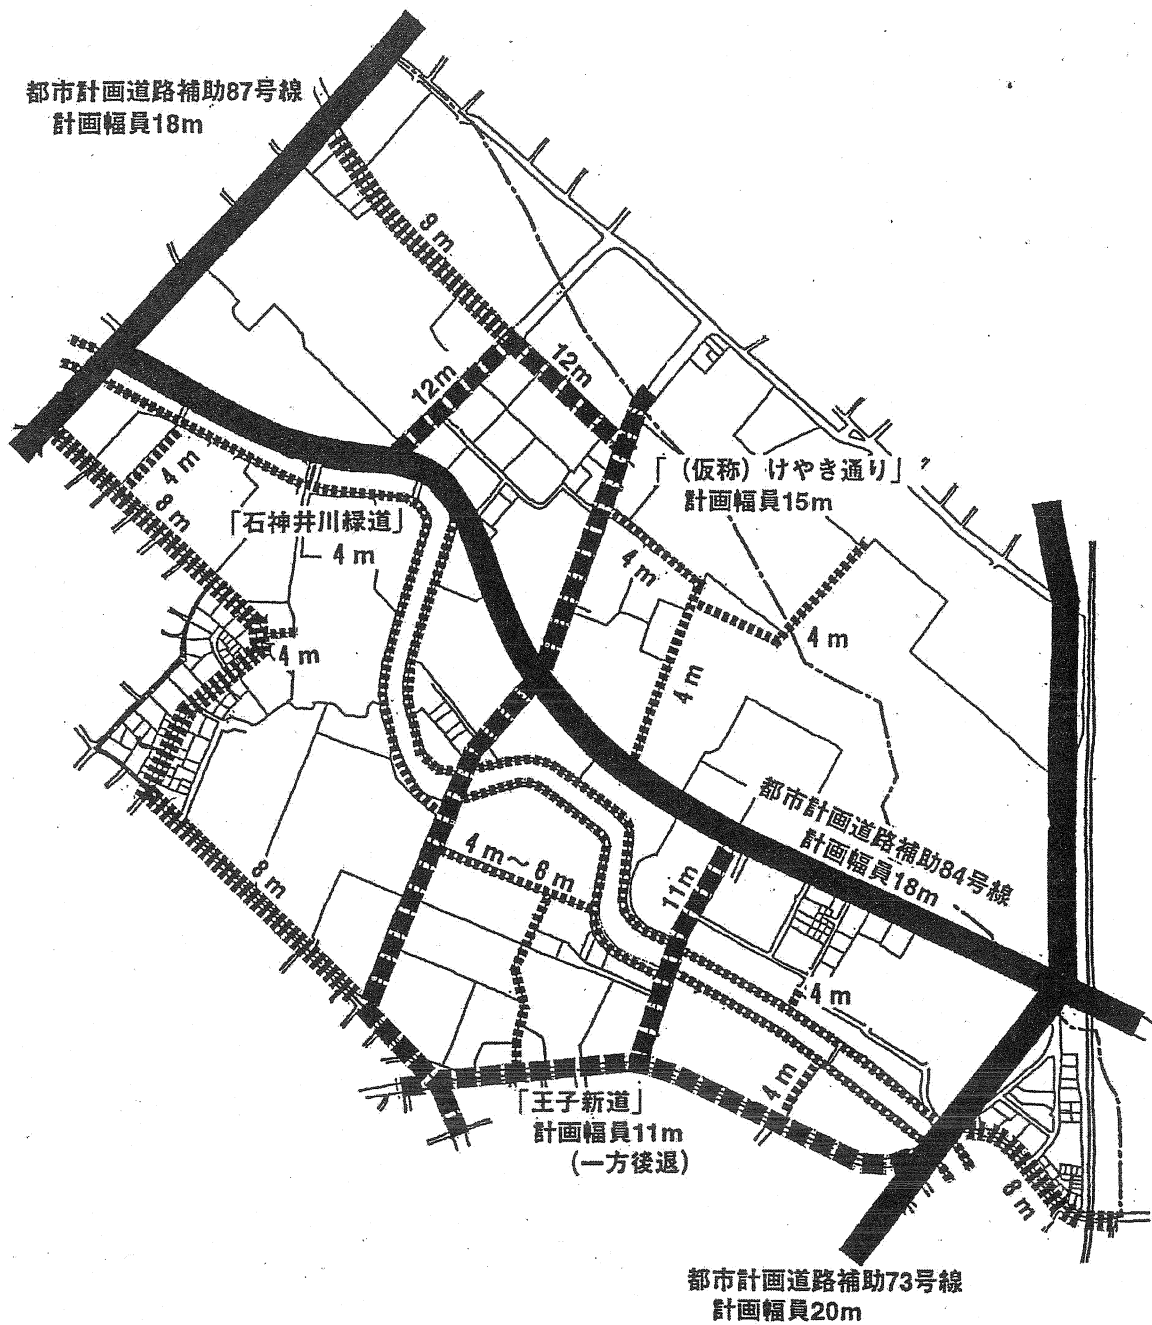 都市計画道路補助87号線
計画幅員18m
9m
12m
12m
「（仮称）けやき通り」
計画幅員15m
4m
8m
「石神井川緑道」
4m
4m
4m
4m
4m
都市計画道路補助84号線
計画幅員18m
8m
4m～6m
11m
4m
4m
「王子新道」
計画幅員11m
(一方後退)
8m
都市計画道路補助73号線
計画幅員20m